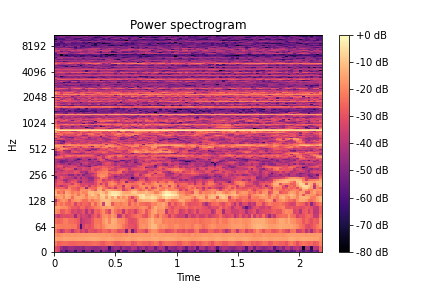 Power spectrogram
Hz
8192
4096
2048
1024
512
256
128
64
0
0 0.5 1 1.5 2
Time
+0 dB
-10 dB
-20 dB
-30 dB
-40 dB
-50 dB
-60 dB
-70 dB
-80 dB